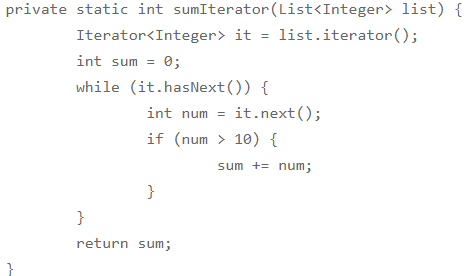 private static int sumIterator(List<Integer> list) {
        Iterator<Integer> it = list.iterator();
        int sum = 0;
        while (it.hasNext()) {
                int num = it.next();
                if (num > 10) {
                        sum += num;
                }
        }
        return sum;
}